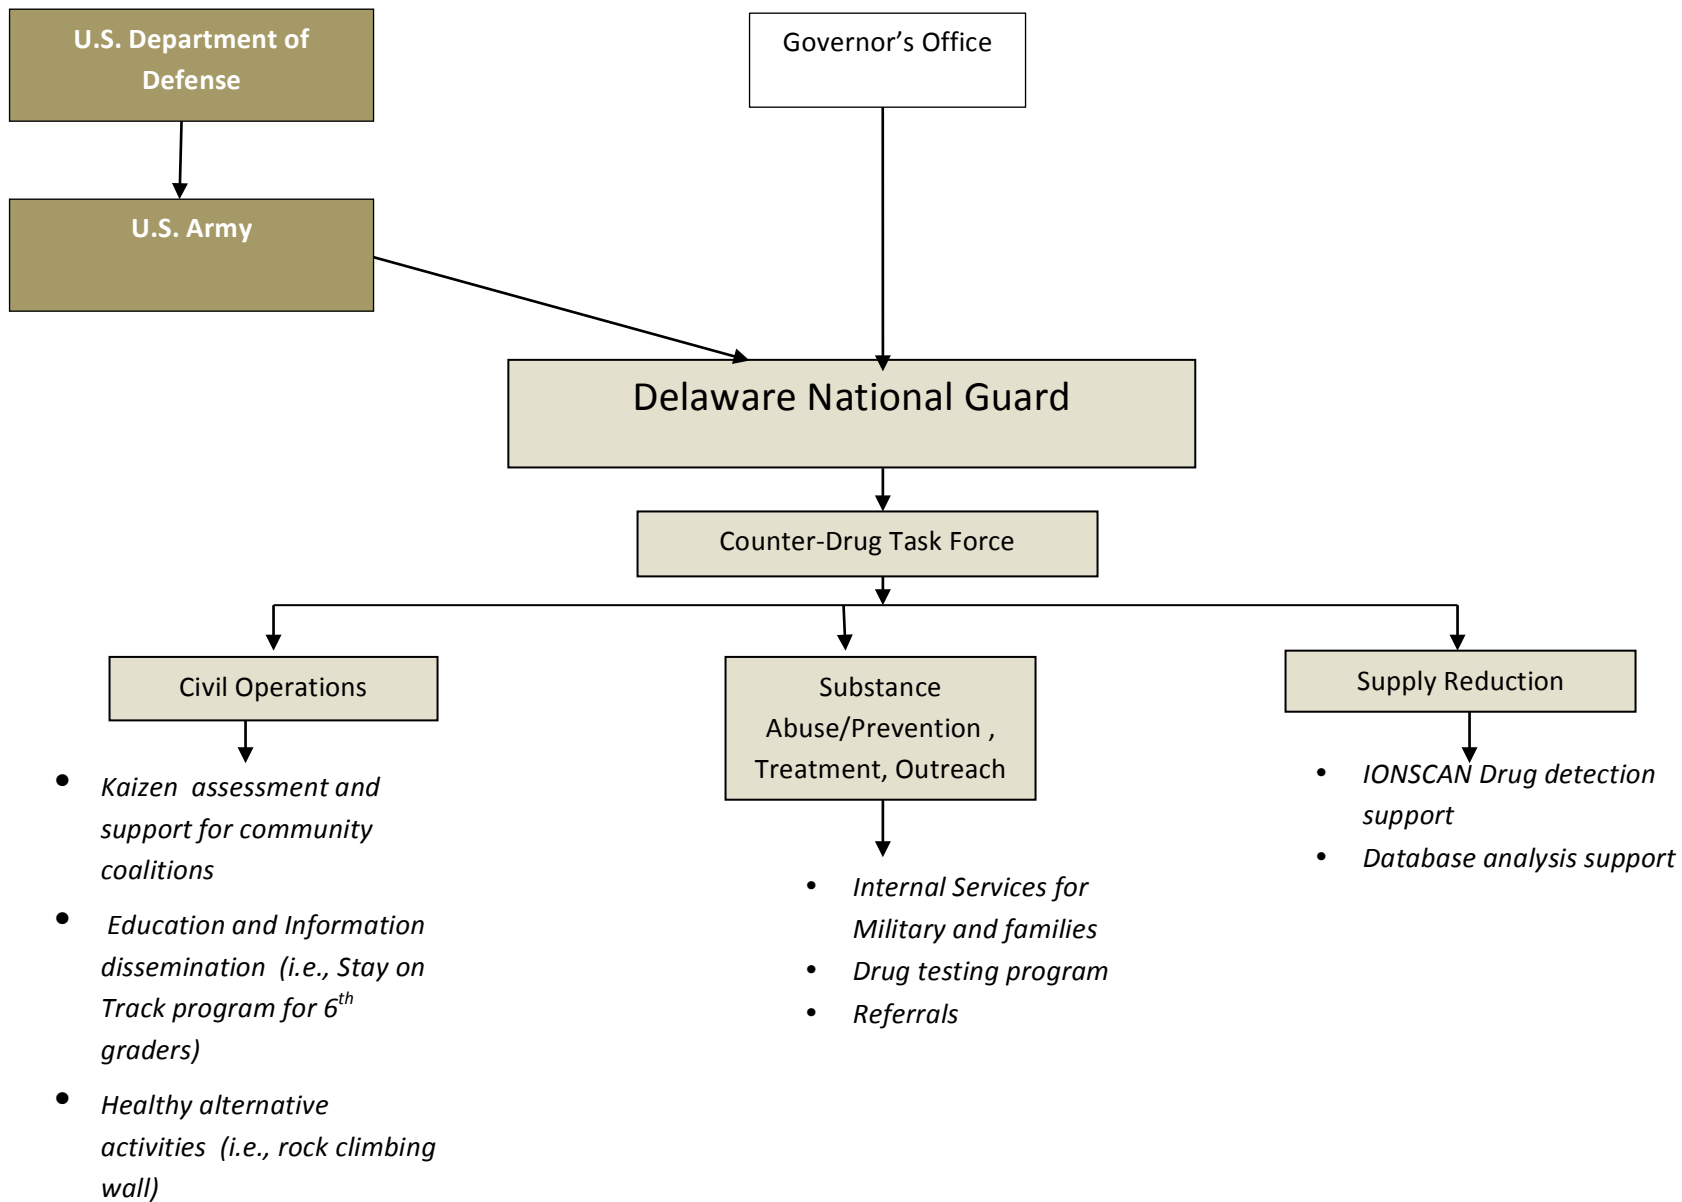 U.S. Department of
Defense
Governor's Office
U.S. Army
Delaware National Guard
Counter-Drug Task Force
Civil Operations
• Kaizen assessment and
support for community
coalitions
• Education and Information
dissemination (i.e., Stay on
Track program for 6th
graders)
• Healthy alternative
activities (i.e., rock climbing
wall)
Substance
Abuse/Prevention ,
Treatment, Outreach
• Internal Services for
Military and families
• Drug testing program
• Referrals
Supply Reduction
• IONSCAN Drug detection
support
• Database analysis support